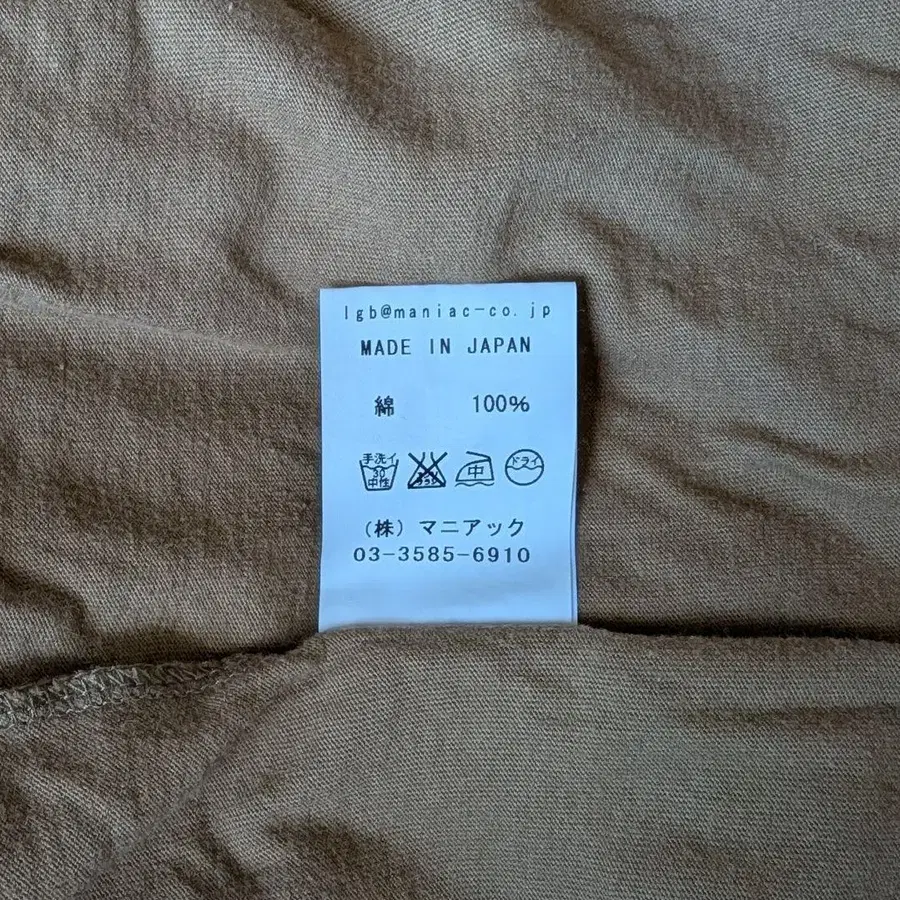 lgb@maniac-co.jp
MADE IN JAPAN
綿 100%
手洗イ 30 中性 中 ドライ
(株) マニアック
03-3585-6910